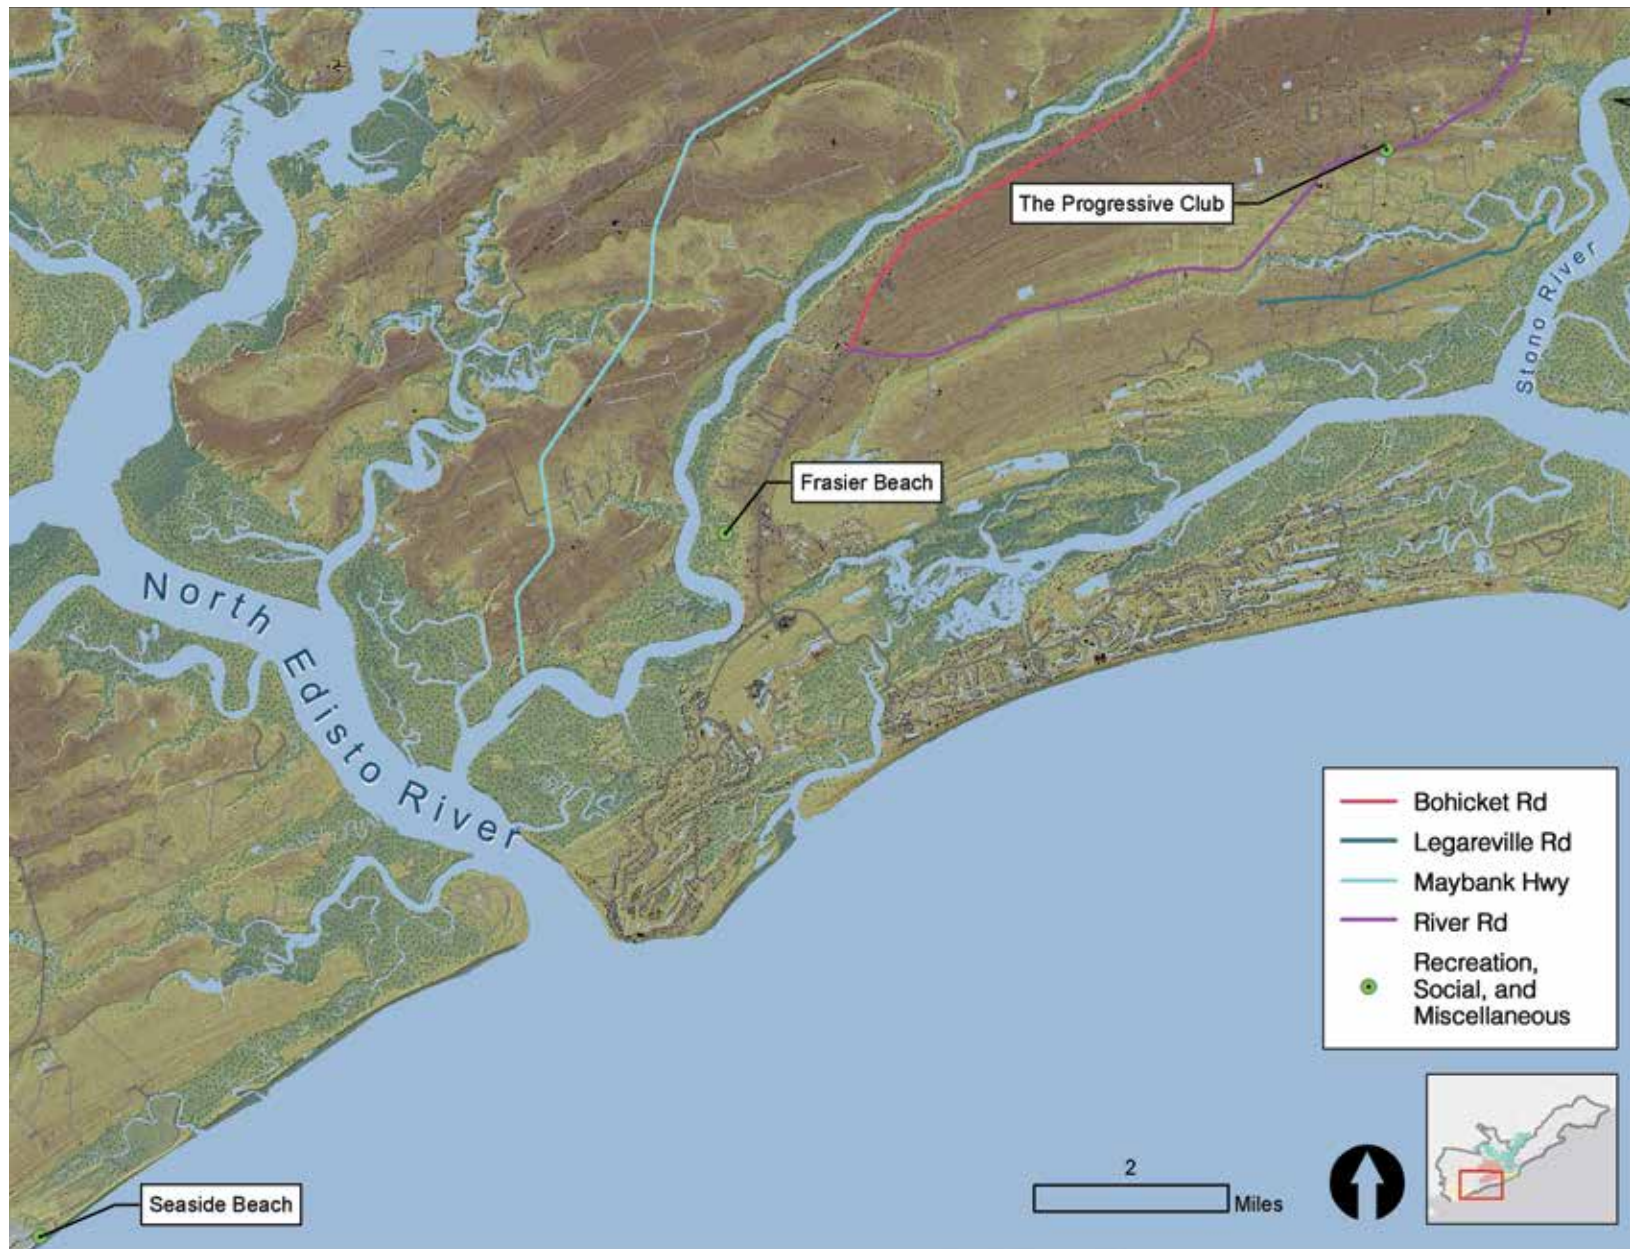 The Progressive Club
Stono River
Frasier Beach
North Edisto River
Bohicket Rd
Legareville Rd
Maybank Hwy
River Rd
Recreation,
Social, and
Miscellaneous
2
Miles
Seaside Beach